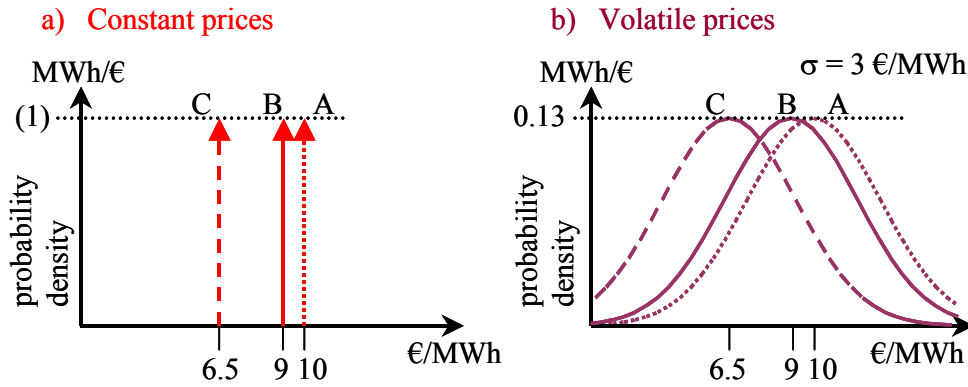 a) Constant prices
MWh/€
C B A
(1)
probability
density
6.5 9 10
€/MWh
b) Volatile prices
MWh/€
σ = 3 €/MWh
C B A
0.13
probability
density
6.5 9 10
€/MWh